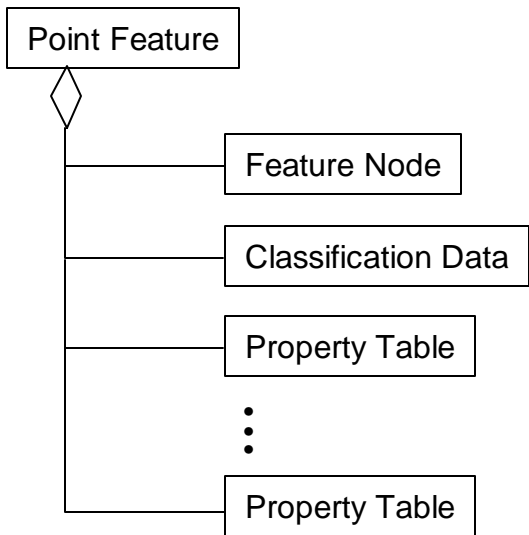 Point Feature
Feature Node
Classification Data
Property Table
Property Table